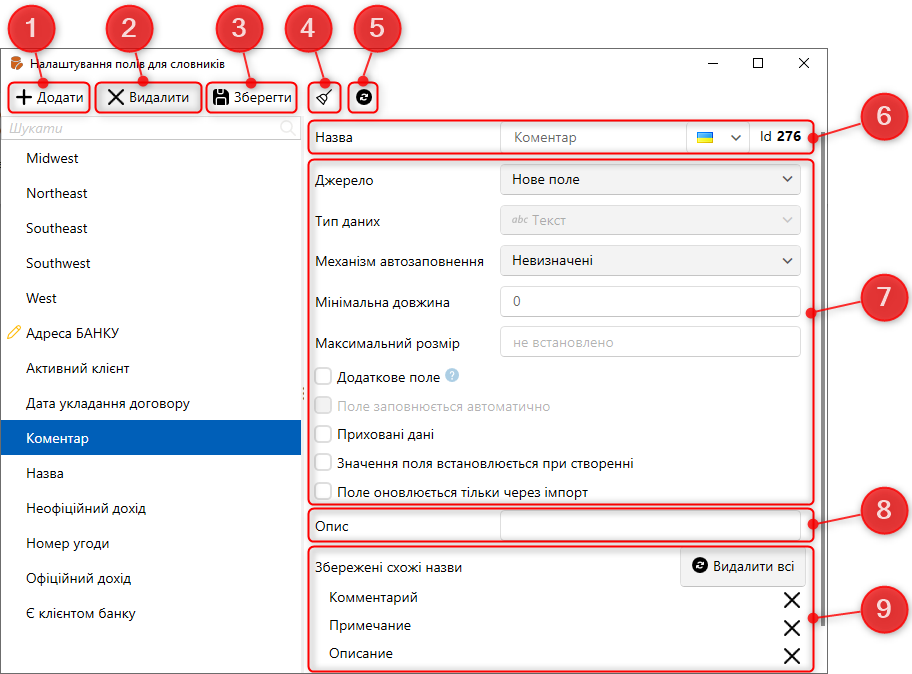 1 2 3 4 5
Налаштування полів для словників
Додати Видалити Зберегти
Шукати
Midwest
Northeast
Southeast
Southwest
West
Адреса БАНКУ
Активний клієнт
Дата укладання договору
Коментар
Назва
Неофіційний дохід
Номер угоди
Офіційний дохід
Є клієнтом банку
Назва Коментар Id 276 6
Джерело Нове поле
Тип даних abc Текст
Механізм автозаповнення Невизначені
7
Мінімальна довжина 0
Максимальний розмір не встановлено
Додаткове поле ?
Поле заповнюється автоматично
Приховані дані
Значення поля встановлюється при створенні
Поле оновлюється тільки через імпорт
Опис 8
Збережені схожі назви Видалити всі
Комментарий
9
Примечание
Описание